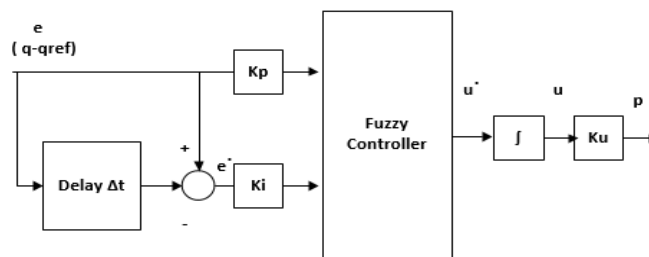 e
( q-qref)
Kp
Fuzzy
Controller
u˙
u
p
∫
Ku
+
Delay Δt
e˙
Ki
-